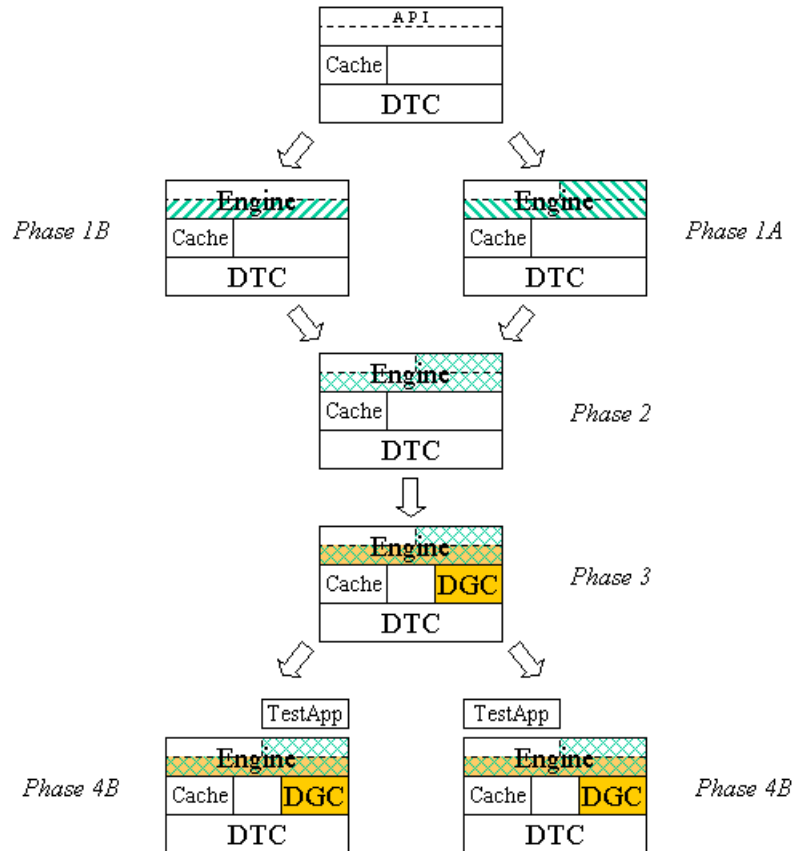 API
Cache
DTC
Phase 1B
Engine
Cache
DTC
Engine
Cache
DTC
Phase 1A
Engine
Cache
DTC
Phase 2
Engine
Cache DGC
DTC
Phase 3
TestApp
Engine
Cache DGC
DTC
Phase 4B
TestApp
Engine
Cache DGC
DTC
Phase 4B